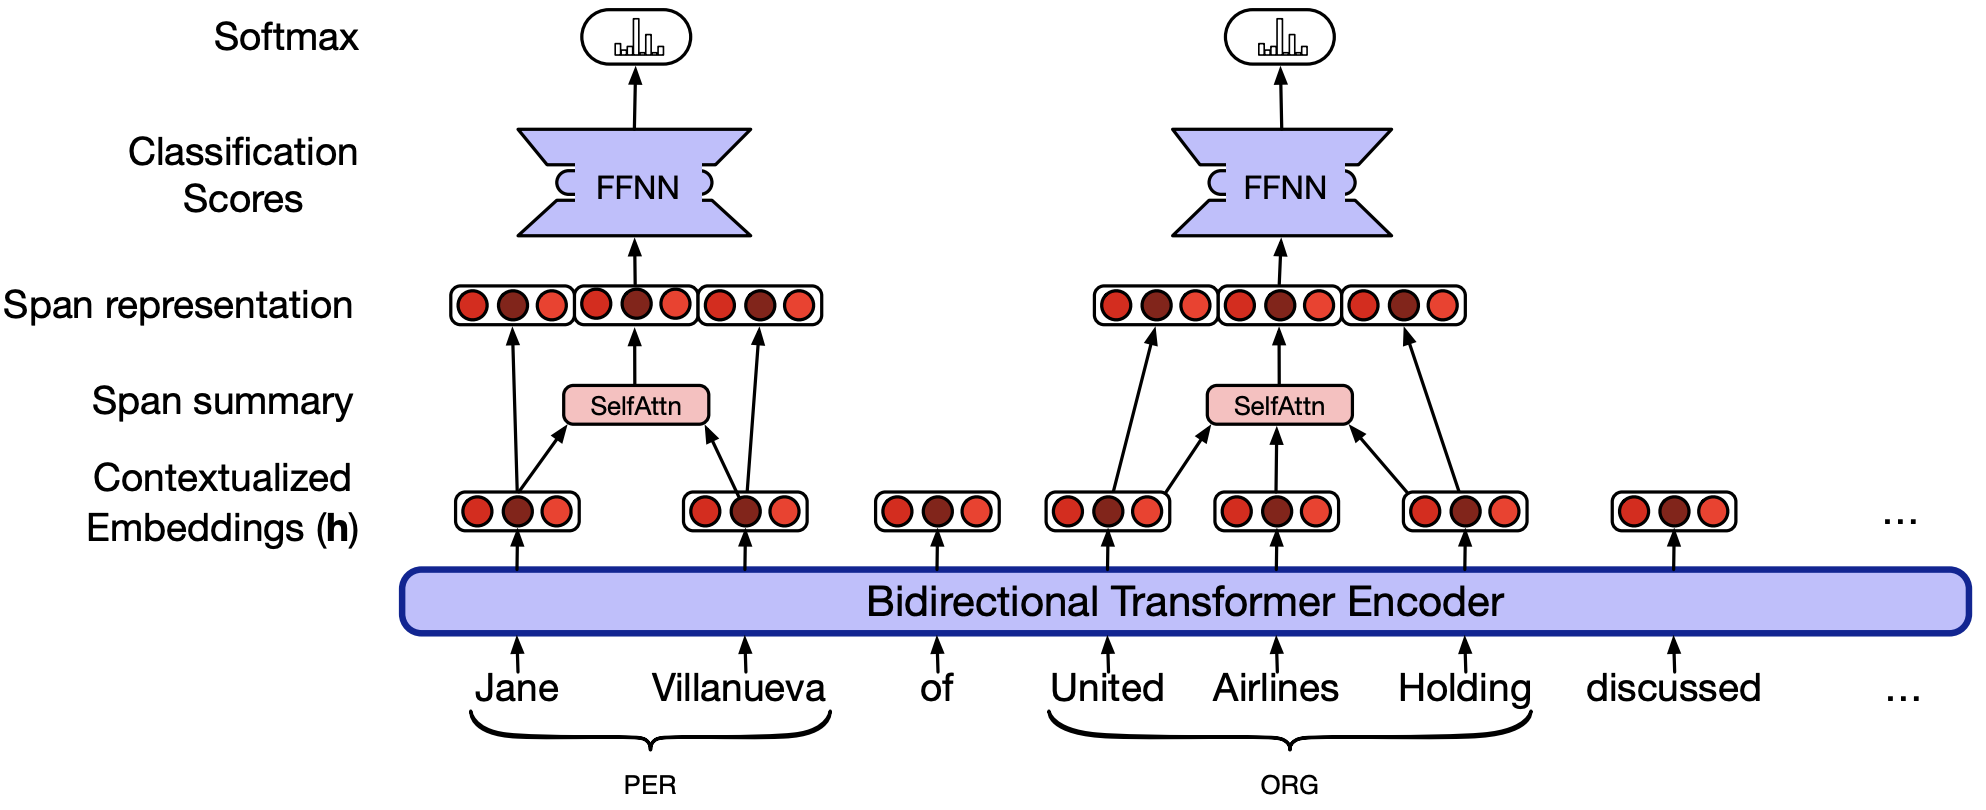 Softmax
Classification
Scores
FFNN
FFNN
Span representation
Span summary
SelfAttn
SelfAttn
Contextualized
Embeddings (h)
...
Bidirectional Transformer Encoder
Jane Villanueva of United Airlines Holding discussed ...
PER
ORG